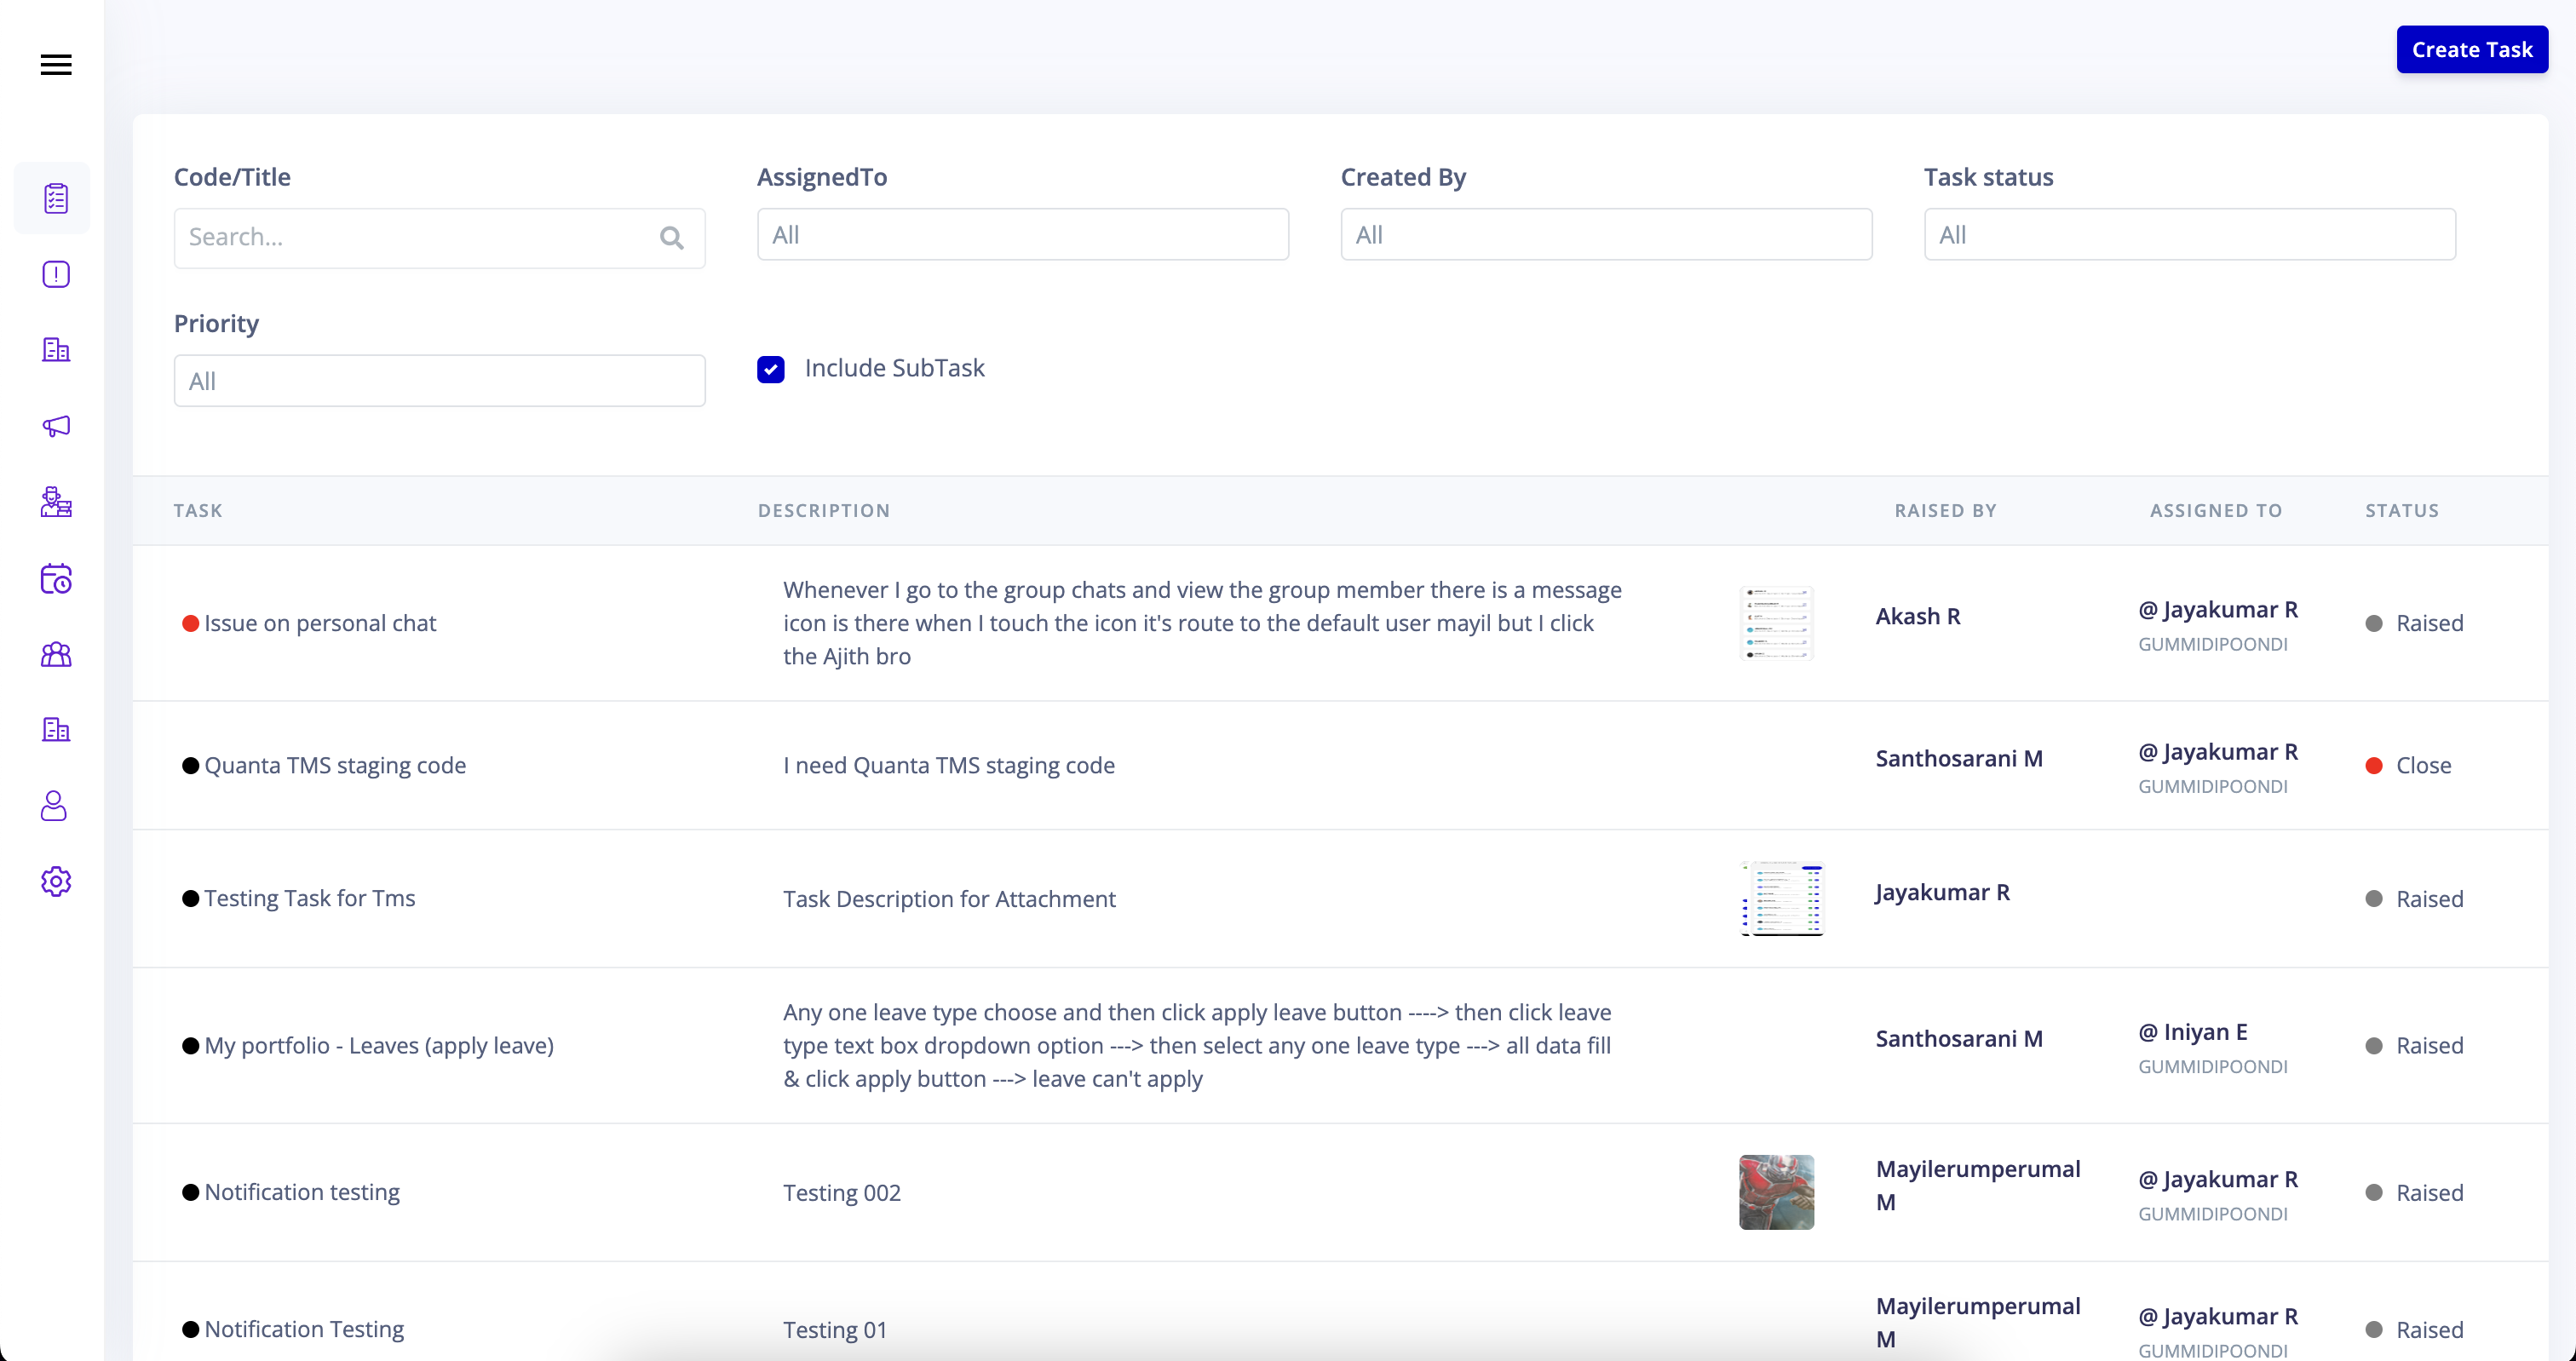 Create Task
Code/Title
AssignedTo
Created By
Task status
Search...
All
All
All
Priority
All
Include SubTask
TASK
DESCRIPTION
RAISED BY
ASSIGNED TO
STATUS
Issue on personal chat
Whenever I go to the group chats and view the group member there is a message
icon is there when I touch the icon it's route to the default user mayil but I click
the Ajith bro
Akash R
@ Jayakumar R
GUMMIDIPOONDI
Raised
Quanta TMS staging code
I need Quanta TMS staging code
Santhosarani M
@ Jayakumar R
GUMMIDIPOONDI
Close
Testing Task for Tms
Task Description for Attachment
Jayakumar R
Raised
My portfolio - Leaves (apply leave)
Any one leave type choose and then click apply leave button ----> then click leave
type text box dropdown option ---> then select any one leave type ---> all data fill
& click apply button ---> leave can't apply
Santhosarani M
@ Iniyan E
GUMMIDIPOONDI
Raised
Notification testing
Testing 002
Mayilerumperumal
M
@ Jayakumar R
GUMMIDIPOONDI
Raised
Notification Testing
Testing 01
Mayilerumperumal
M
@ Jayakumar R
GUMMIDIPOONDI
Raised